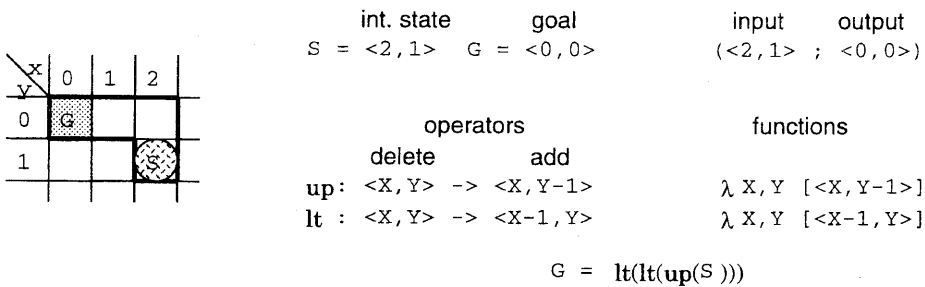 int. state goal input output
S = <2,1> G = <0,0> (<2,1> ; <0,0>)
X 0 1 2
Y
0 G
1 S
operators functions
delete add
up: <X,Y> -> <X,Y-1> λ X,Y [<X,Y-1>]
lt : <X,Y> -> <X-1,Y> λ X,Y [<X-1,Y>]
G = lt(lt(up(S )))